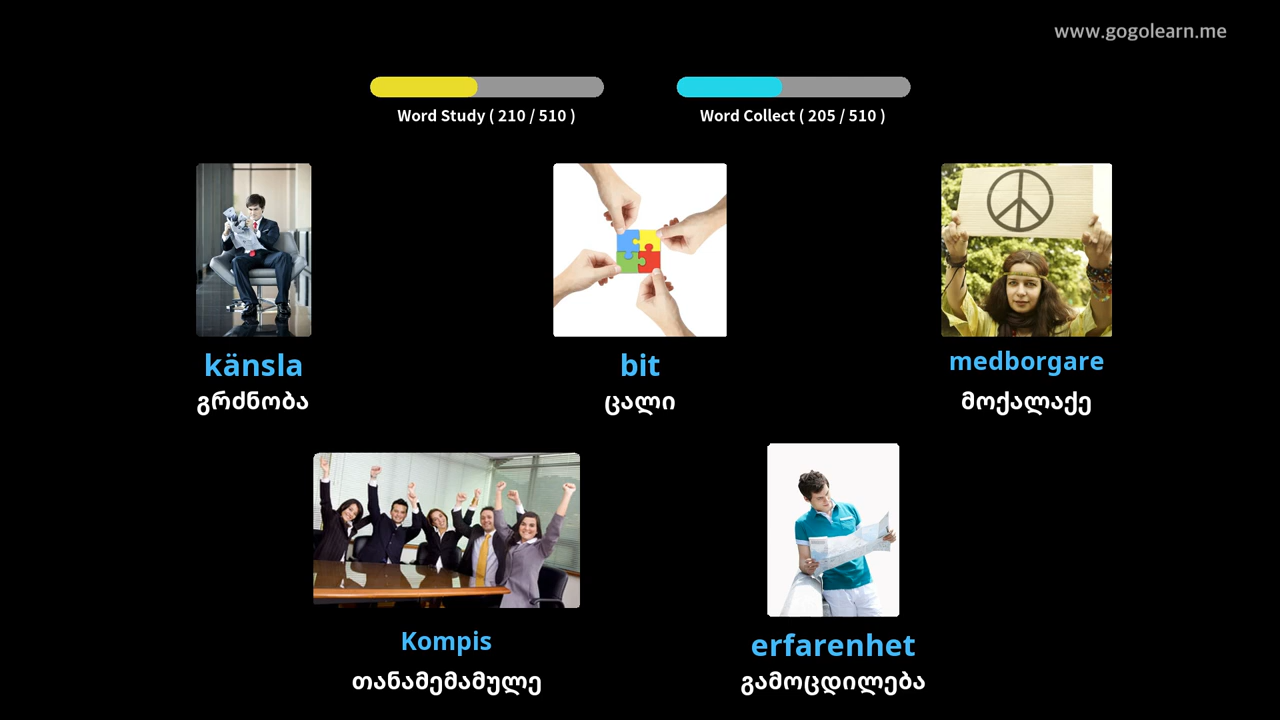 www.gogolearn.me
Word Study ( 210 / 510 )
Word Collect ( 205 / 510 )
känsla
გრძნობა
bit
ცალი
medborgare
მოქალაქე
Kompis
თანამემამულე
erfarenhet
გამოცდილება